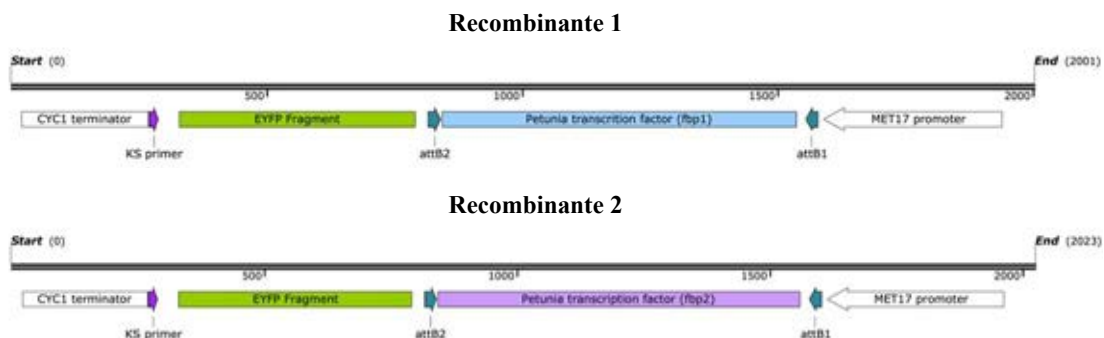 Recombinante 1
Start (0)
End (2001)
500
1000
1500
2000
CYC1 terminator
EYFP Fragment
Petunia transcrition factor (fbp1)
MET17 promoter
KS primer
attB2
attB1
Recombinante 2
Start (0)
End (2023)
500
1000
1500
2000
CYC1 terminator
EYFP Fragment
Petunia transcription factor (fbp2)
MET17 promoter
KS primer
attB2
attB1